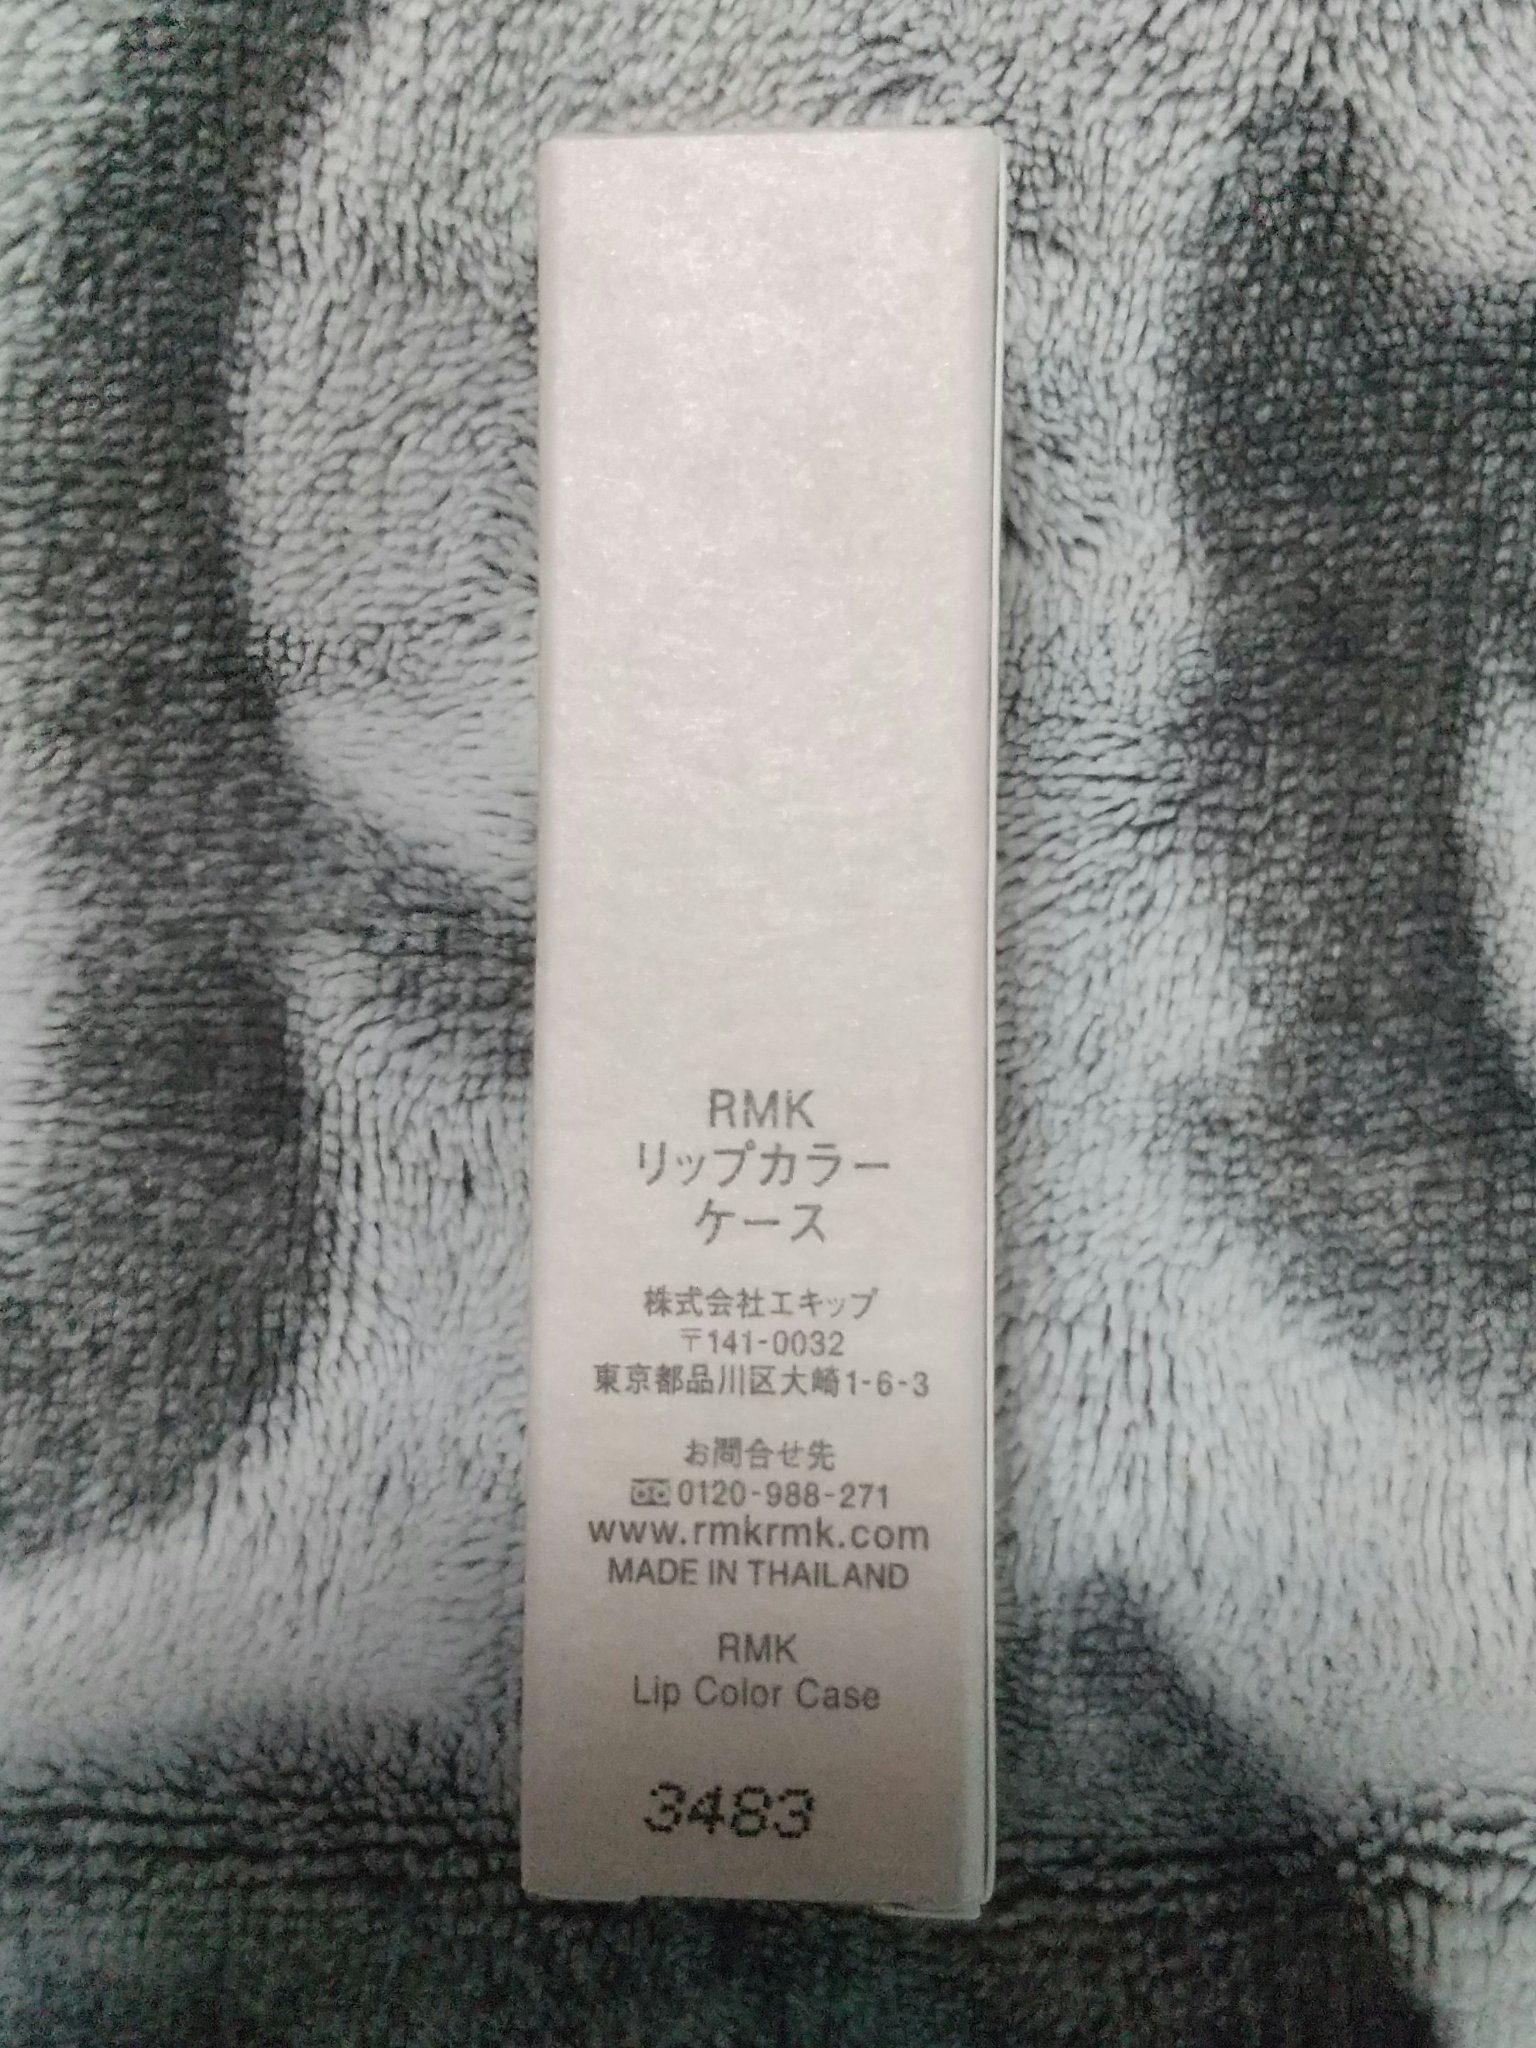 RMK
リップカラー
ケース
株式会社エキップ
〒141-0032
東京都品川区大崎1-6-3
お問合せ先
0120-988-271
www.rmkrmk.com
MADE IN THAILAND
RMK
Lip Color Case
3483